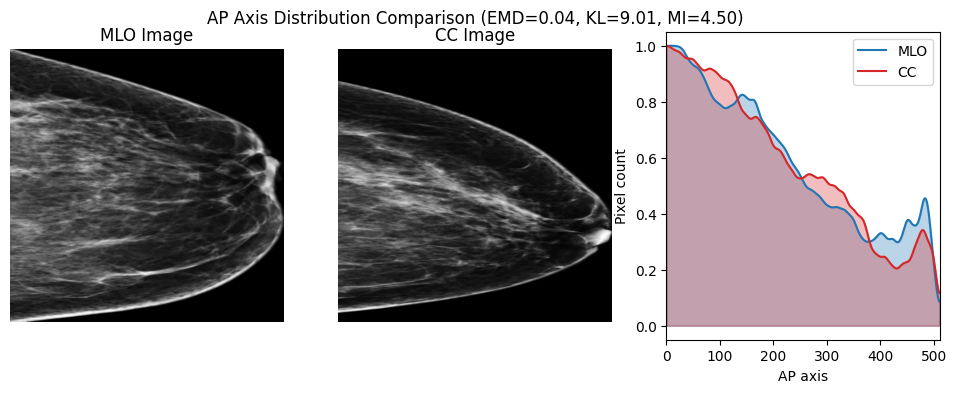 AP Axis Distribution Comparison (EMD=0.04, KL=9.01, MI=4.50)
MLO Image
CC Image
MLO
CC
Pixel count
1.0
0.8
0.6
0.4
0.2
0.0
0 100 200 300 400 500
AP axis